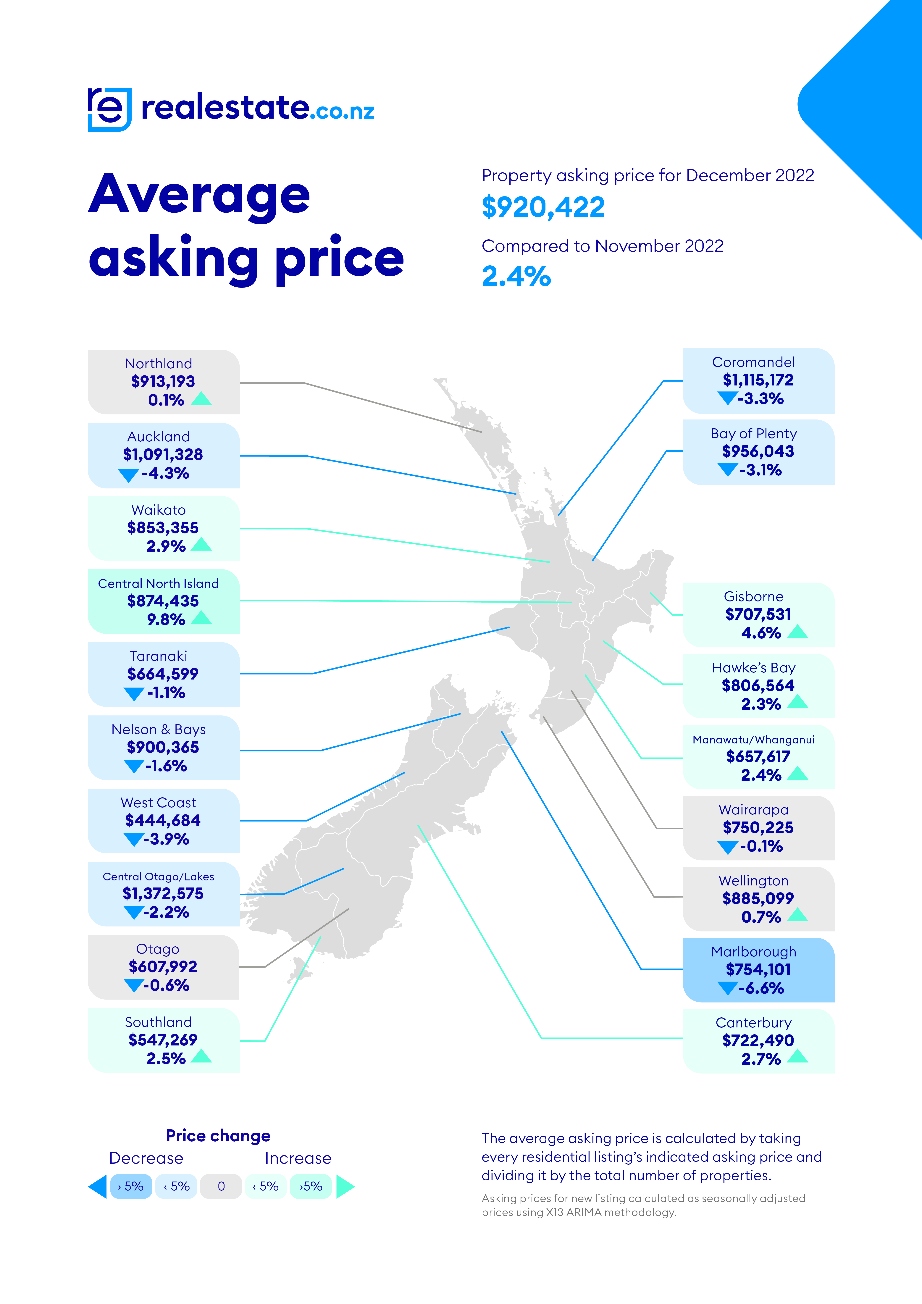 realestate.co.nz
Average
asking price
Property asking price for December 2022
$920,422
Compared to November 2022
2.4%
Northland
$913,193
0.1%
Auckland
$1,091,328
-4.3%
Waikato
$853,355
2.9%
Central North Island
$874,435
9.8%
Taranaki
$664,599
-1.1%
Nelson & Bays
$900,365
-1.6%
West Coast
$444,684
-3.9%
Central Otago/Lakes
$1,372,575
-2.2%
Otago
$607,992
-0.6%
Southland
$547,269
2.5%
Coromandel
$1,115,172
-3.3%
Bay of Plenty
$956,043
-3.1%
Gisborne
$707,531
4.6%
Hawke's Bay
$806,564
2.3%
Manawatu/Whanganui
$657,617
2.4%
Wairarapa
$750,225
-0.1%
Wellington
$885,099
0.7%
Marlborough
$754,101
-6.6%
Canterbury
$722,490
2.7%
Price change
Decrease Increase
› 5% ‹ 5% 0 ‹ 5% ›5%
The average asking price is calculated by taking
every residential listing's indicated asking price and
dividing it by the total number of properties.
Asking prices for new listing calculated as seasonally adjusted
prices using X13 ARIMA methodology.